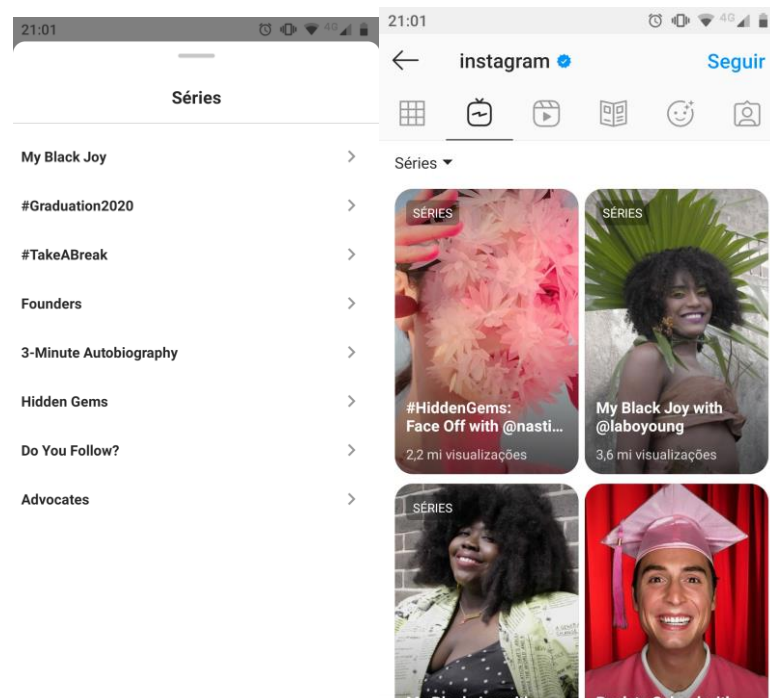 21:01
4G
Séries
My Black Joy
#Graduation2020
#TakeABreak
Founders
3-Minute Autobiography
Hidden Gems
Do You Follow?
Advocates
21:01
4G
instagram
Seguir
Séries
SÉRIES
#HiddenGems:
Face Off with @nasti...
2,2 mi visualizações
SÉRIES
My Black Joy with
@laboyoung
3,6 mi visualizações
SÉRIES